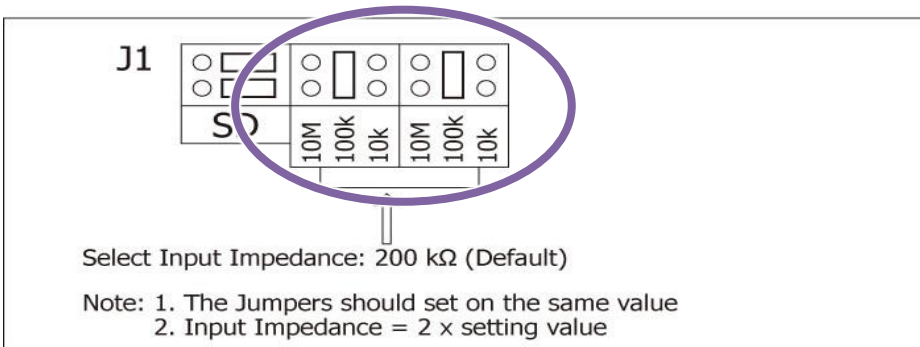 J1
SD
10M 100k 10k 10M 100k 10k
Select Input Impedance: 200 kΩ (Default)
Note: 1. The Jumpers should set on the same value
2. Input Impedance = 2 x setting value